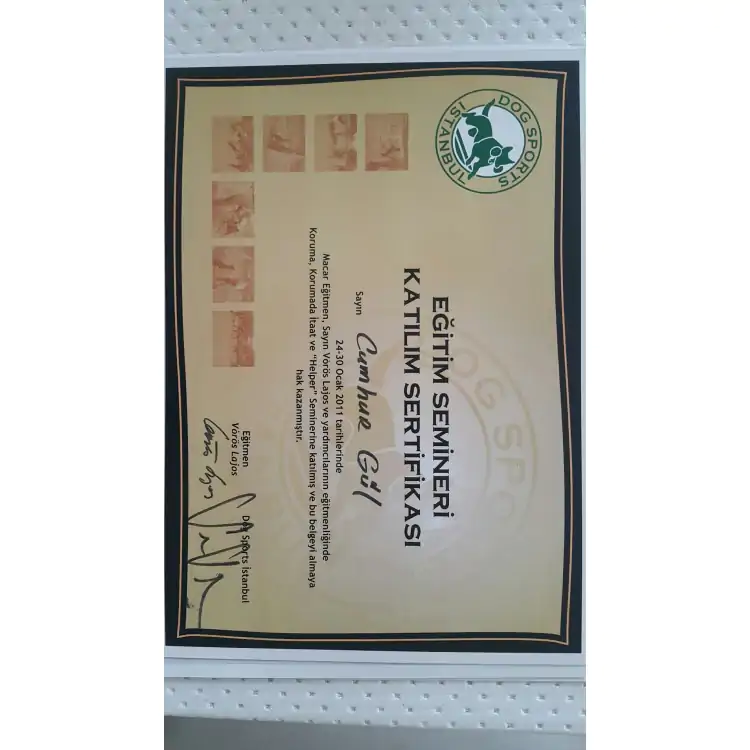 DOG SPORTS
İSTANBUL
EĞİTİM SEMİNERİ
KATILIM SERTİFİKASI
Sayın Cumhur Gül
24-30 Ocak 2011 tarihlerinde
Macar Eğitmen, Sayın Vörös Lajos ve yardımcılarının eğitmenliğinde
Koruma, Korumada İtaat ve "Helper" Seminerine katılmış ve bu belgeyi almaya
hak kazanmıştır.
Eğitmen
Vörös Lajos
Dog Sports İstanbul
DOG SPO